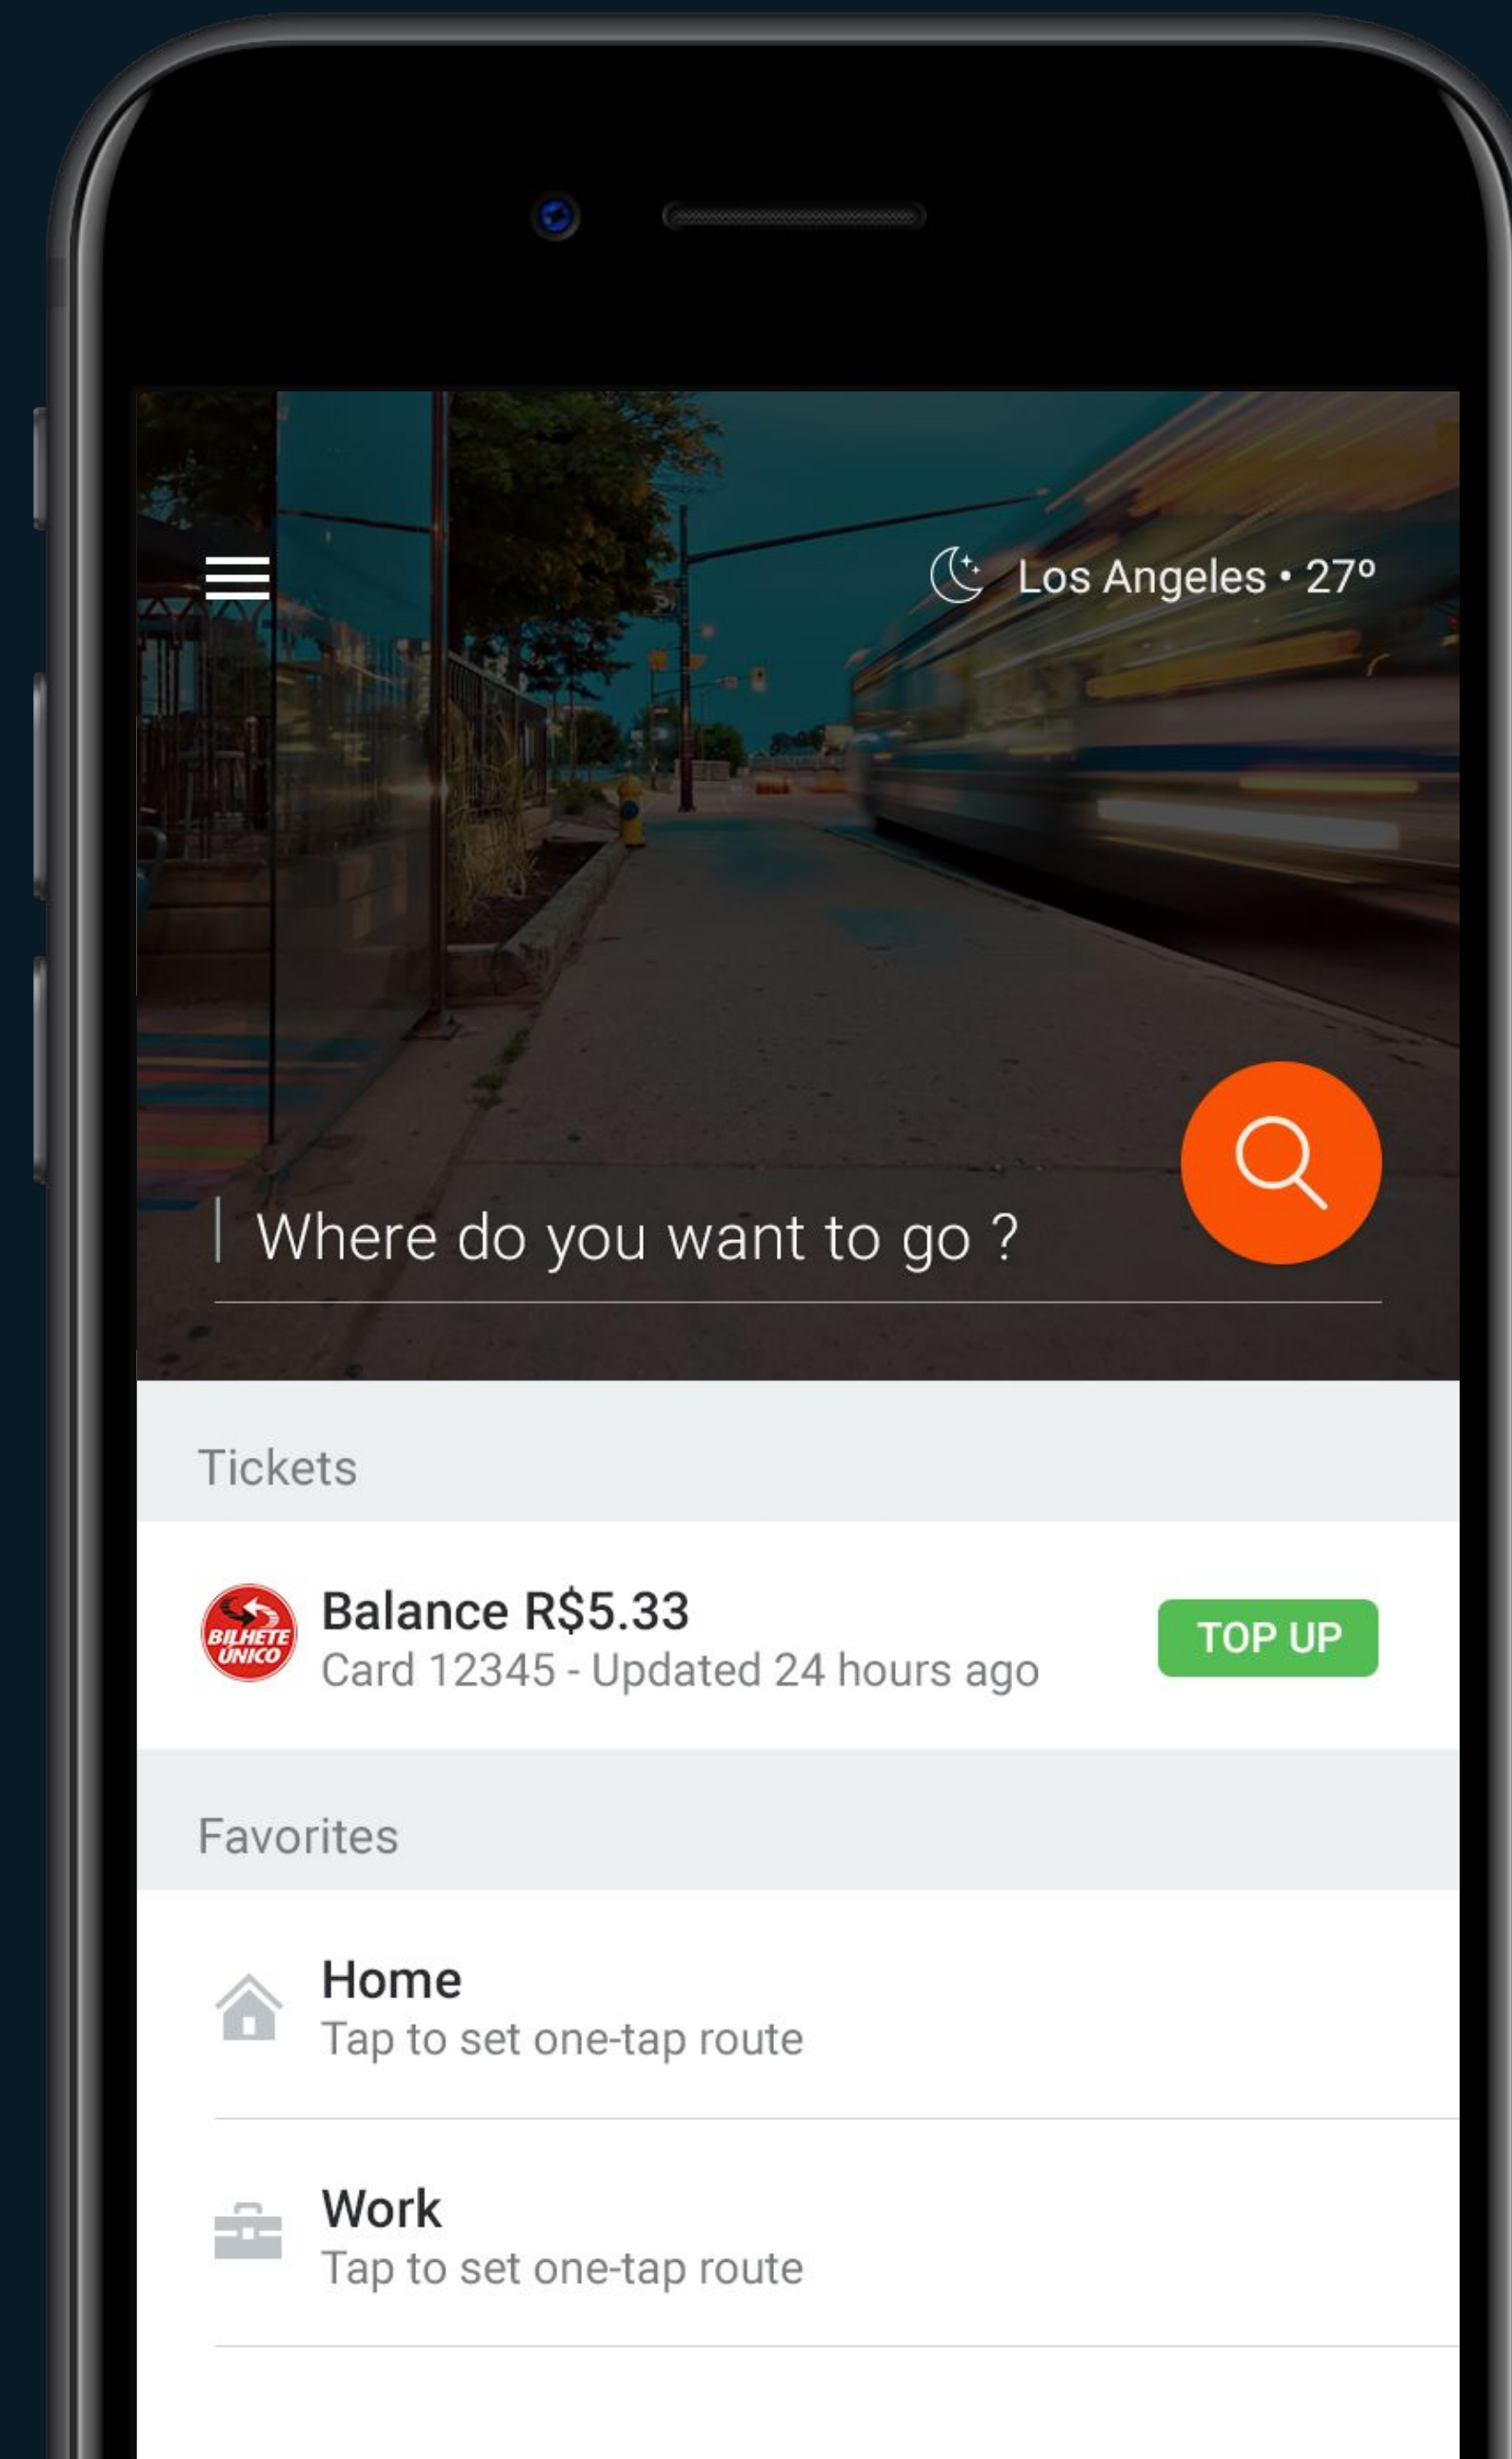 Los Angeles • 27º
Where do you want to go ?
Tickets
BILHETE
ÚNICO
Balance R$5.33
Card 12345 - Updated 24 hours ago
TOP UP
Favorites
Home
Tap to set one-tap route
Work
Tap to set one-tap route